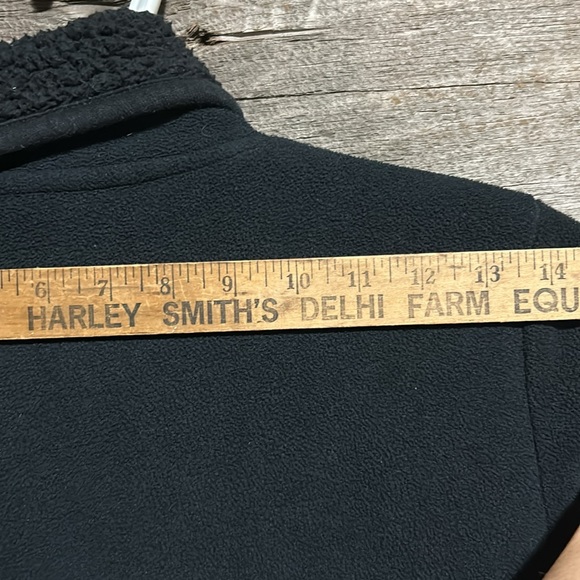 6 7 8 9 10 11 12 13 14
HARLEY SMITH'S DELHI FARM EQU